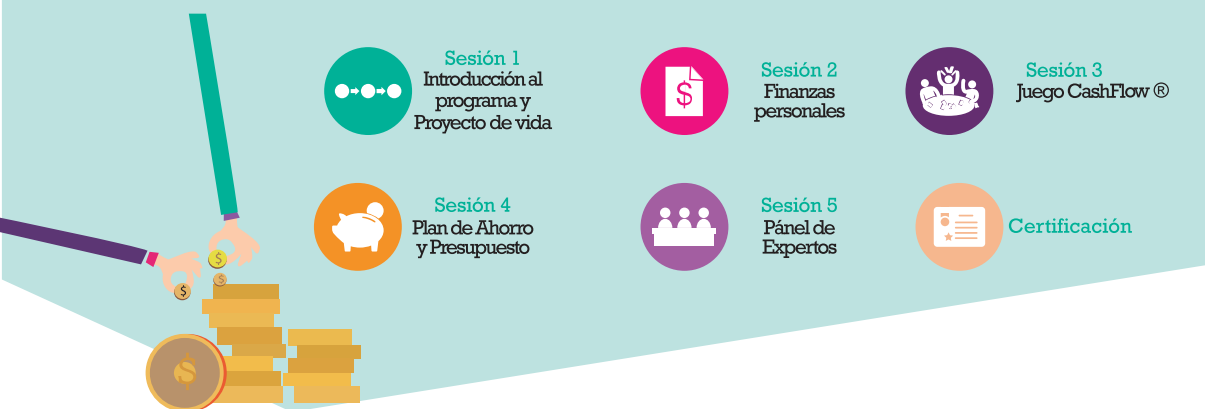 Sesión 1
Introducción al
programa y
Proyecto de vida
Sesión 2
Finanzas
personales
$
Sesión 3
Juego CashFlow ®
Sesión 4
Plan de Ahorro
y Presupuesto
Sesión 5
Pánel de
Expertos
Certificación
$
$
$
$